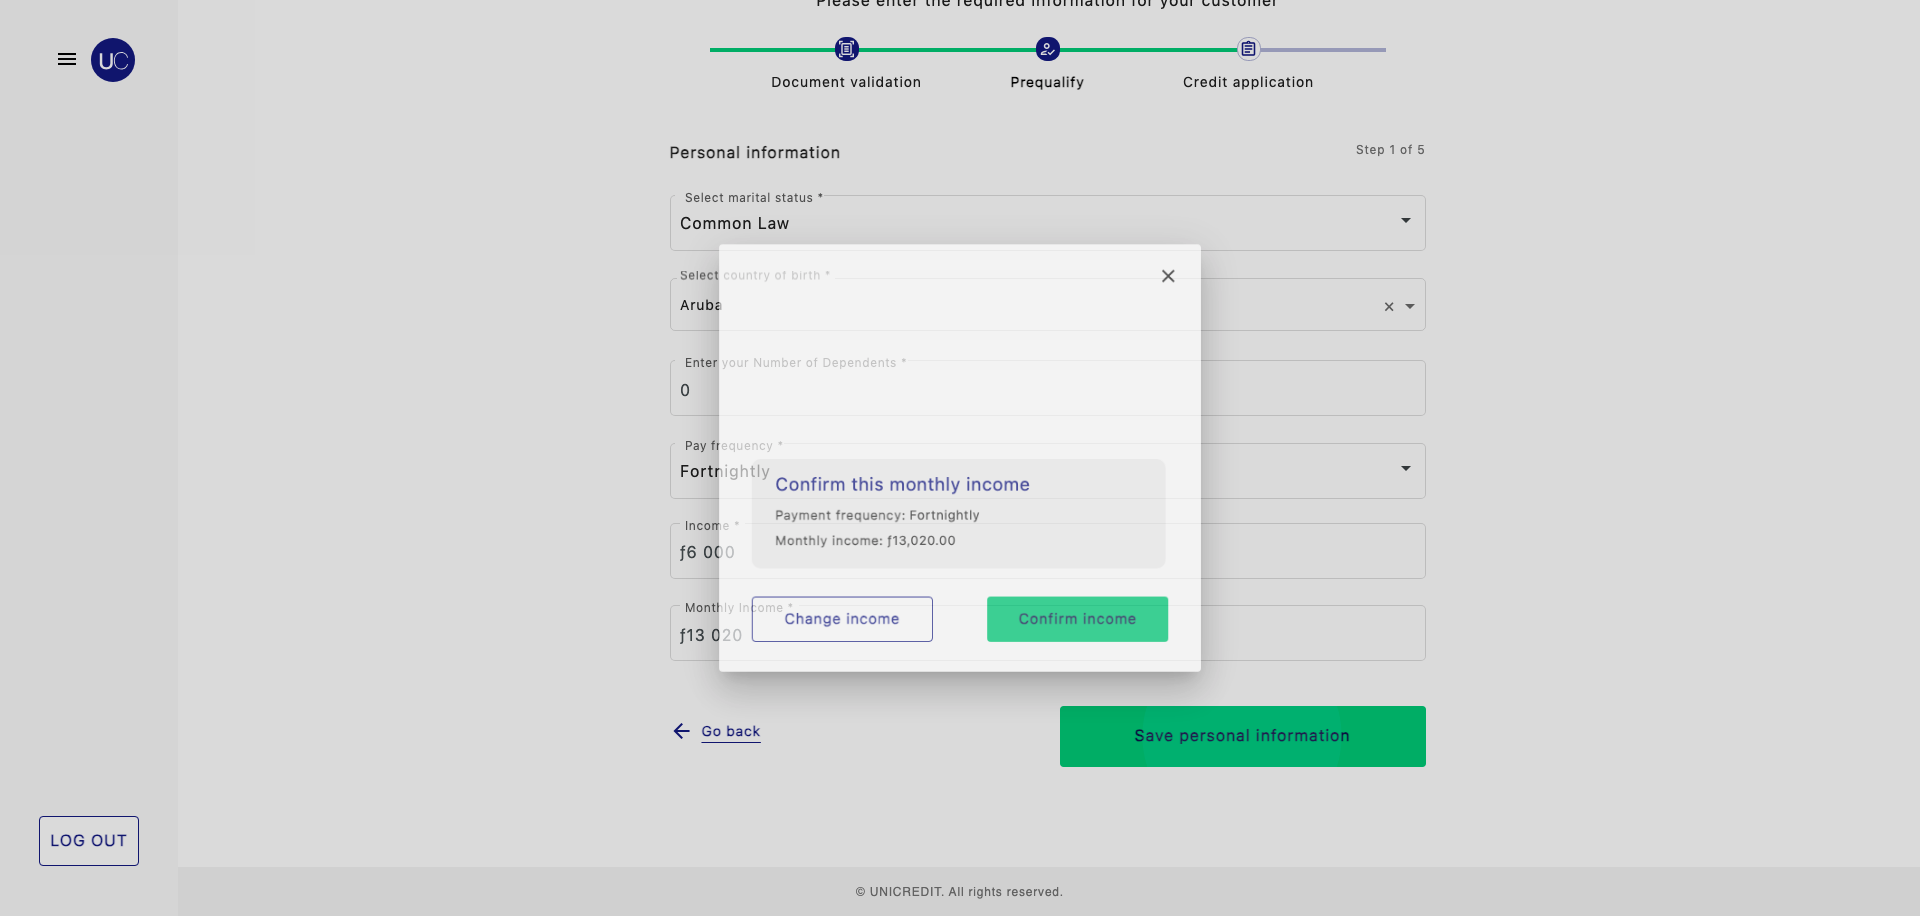 Please enter the required information for your customer
UC
Document validation
Prequalify
Credit application
Personal information
Step 1 of 5
Select marital status *
Common Law
Select country of birth *
Aruba
Enter your Number of Dependents *
0
Pay frequency *
Fortnightly
Confirm this monthly income
Payment frequency: Fortnightly
Income *
Monthly income: ƒ13,020.00
ƒ6 000
Monthly Income *
Change income
Confirm income
ƒ13 020
Go back
Save personal information
LOG OUT
© UNICREDIT. All rights reserved.